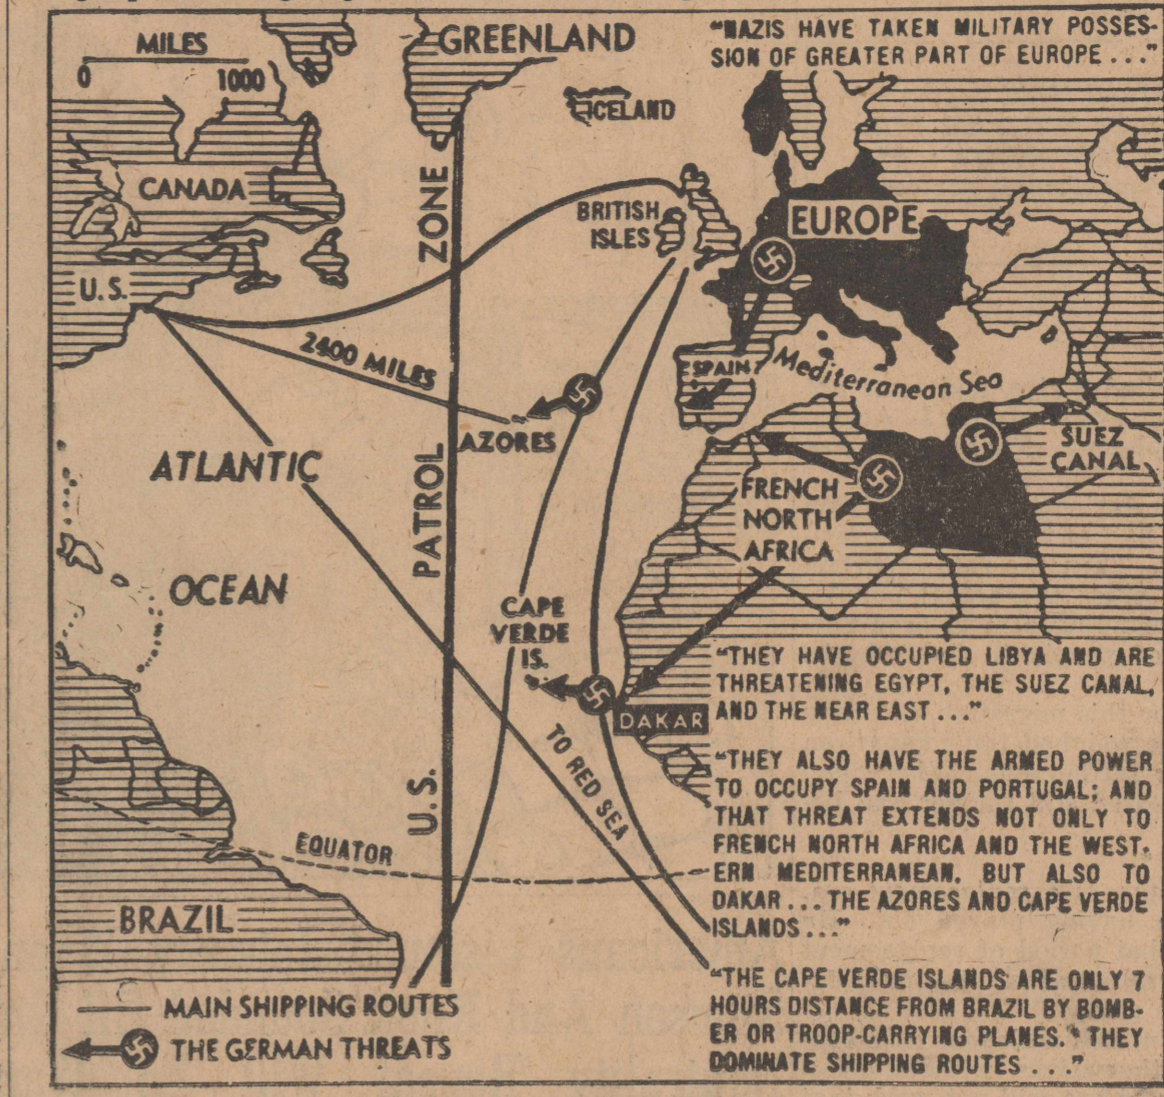 MILES
0 1000
GREENLAND
"NAZIS HAVE TAKEN MILITARY POSSES-
SION OF GREATER PART OF EUROPE ..."
ICELAND
CANADA
ZONE
BRITISH
ISLES
EUROPE
U.S.
2400 MILES
SPAIN
Mediterranean Sea
AZORES
SUEZ
CANAL
ATLANTIC
PATROL
FRENCH
NORTH
AFRICA
OCEAN
CAPE
VERDE
IS.
"THEY HAVE OCCUPIED LIBYA AND ARE
THREATENING EGYPT, THE SUEZ CANAL,
AND THE NEAR EAST ..."
DAKAR
TO RED SEA
U.S.
"THEY ALSO HAVE THE ARMED POWER
TO OCCUPY SPAIN AND PORTUGAL; AND
THAT THREAT EXTENDS NOT ONLY TO
FRENCH NORTH AFRICA AND THE WEST-
ERN MEDITERRANEAN, BUT ALSO TO
DAKAR ... THE AZORES AND CAPE VERDE
ISLANDS ..."
EQUATOR
BRAZIL
"THE CAPE VERDE ISLANDS ARE ONLY 7
HOURS DISTANCE FROM BRAZIL BY BOMB-
ER OR TROOP-CARRYING PLANES. THEY
DOMINATE SHIPPING ROUTES ..."
MAIN SHIPPING ROUTES
THE GERMAN THREATS